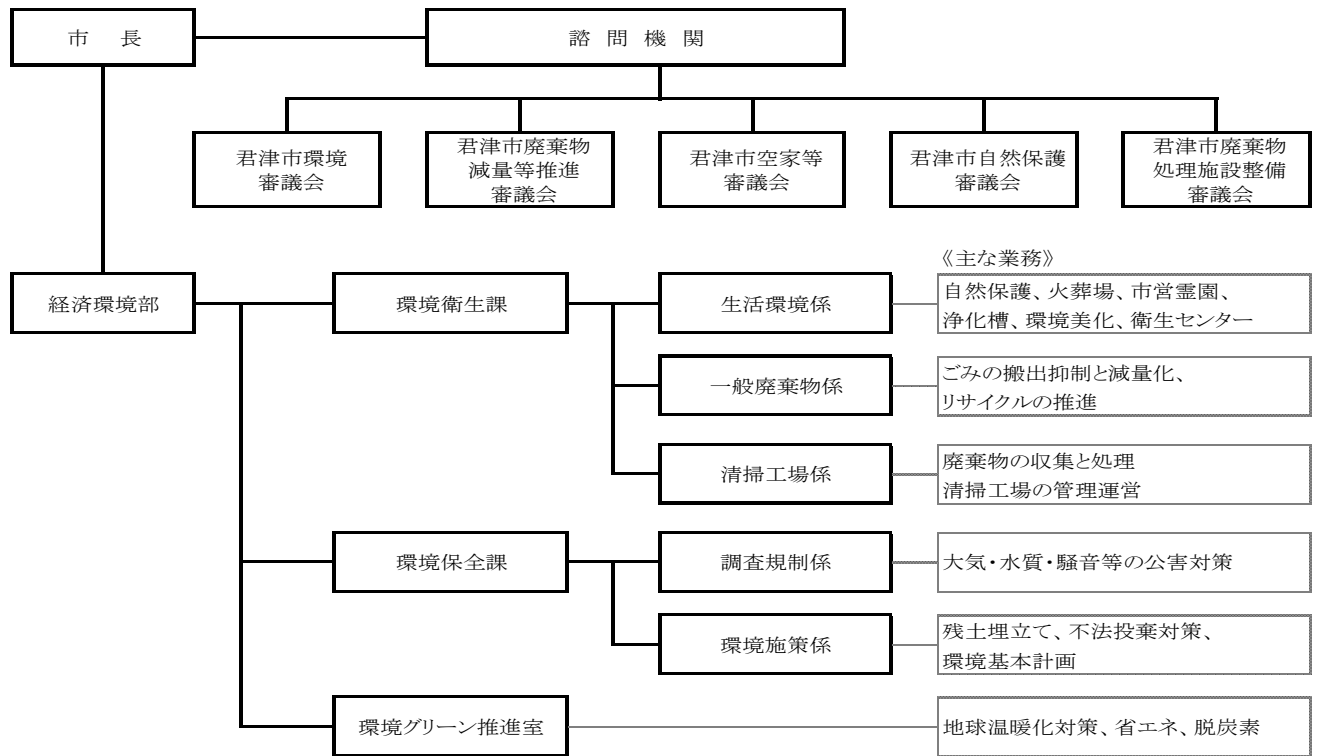 市　長
諮 問 機 関
君津市環境
審議会
君津市廃棄物
減量等推進
審議会
君津市空家等
審議会
君津市自然保護
審議会
君津市廃棄物
処理施設整備
審議会
《主な業務》
経済環境部
環境衛生課
生活環境係
自然保護、火葬場、市営霊園、
浄化槽、環境美化、衛生センター
一般廃棄物係
ごみの搬出抑制と減量化、
リサイクルの推進
清掃工場係
廃棄物の収集と処理
清掃工場の管理運営
環境保全課
調査規制係
大気・水質・騒音等の公害対策
環境施策係
残土埋立て、不法投棄対策、
環境基本計画
環境グリーン推進室
地球温暖化対策、省エネ、脱炭素